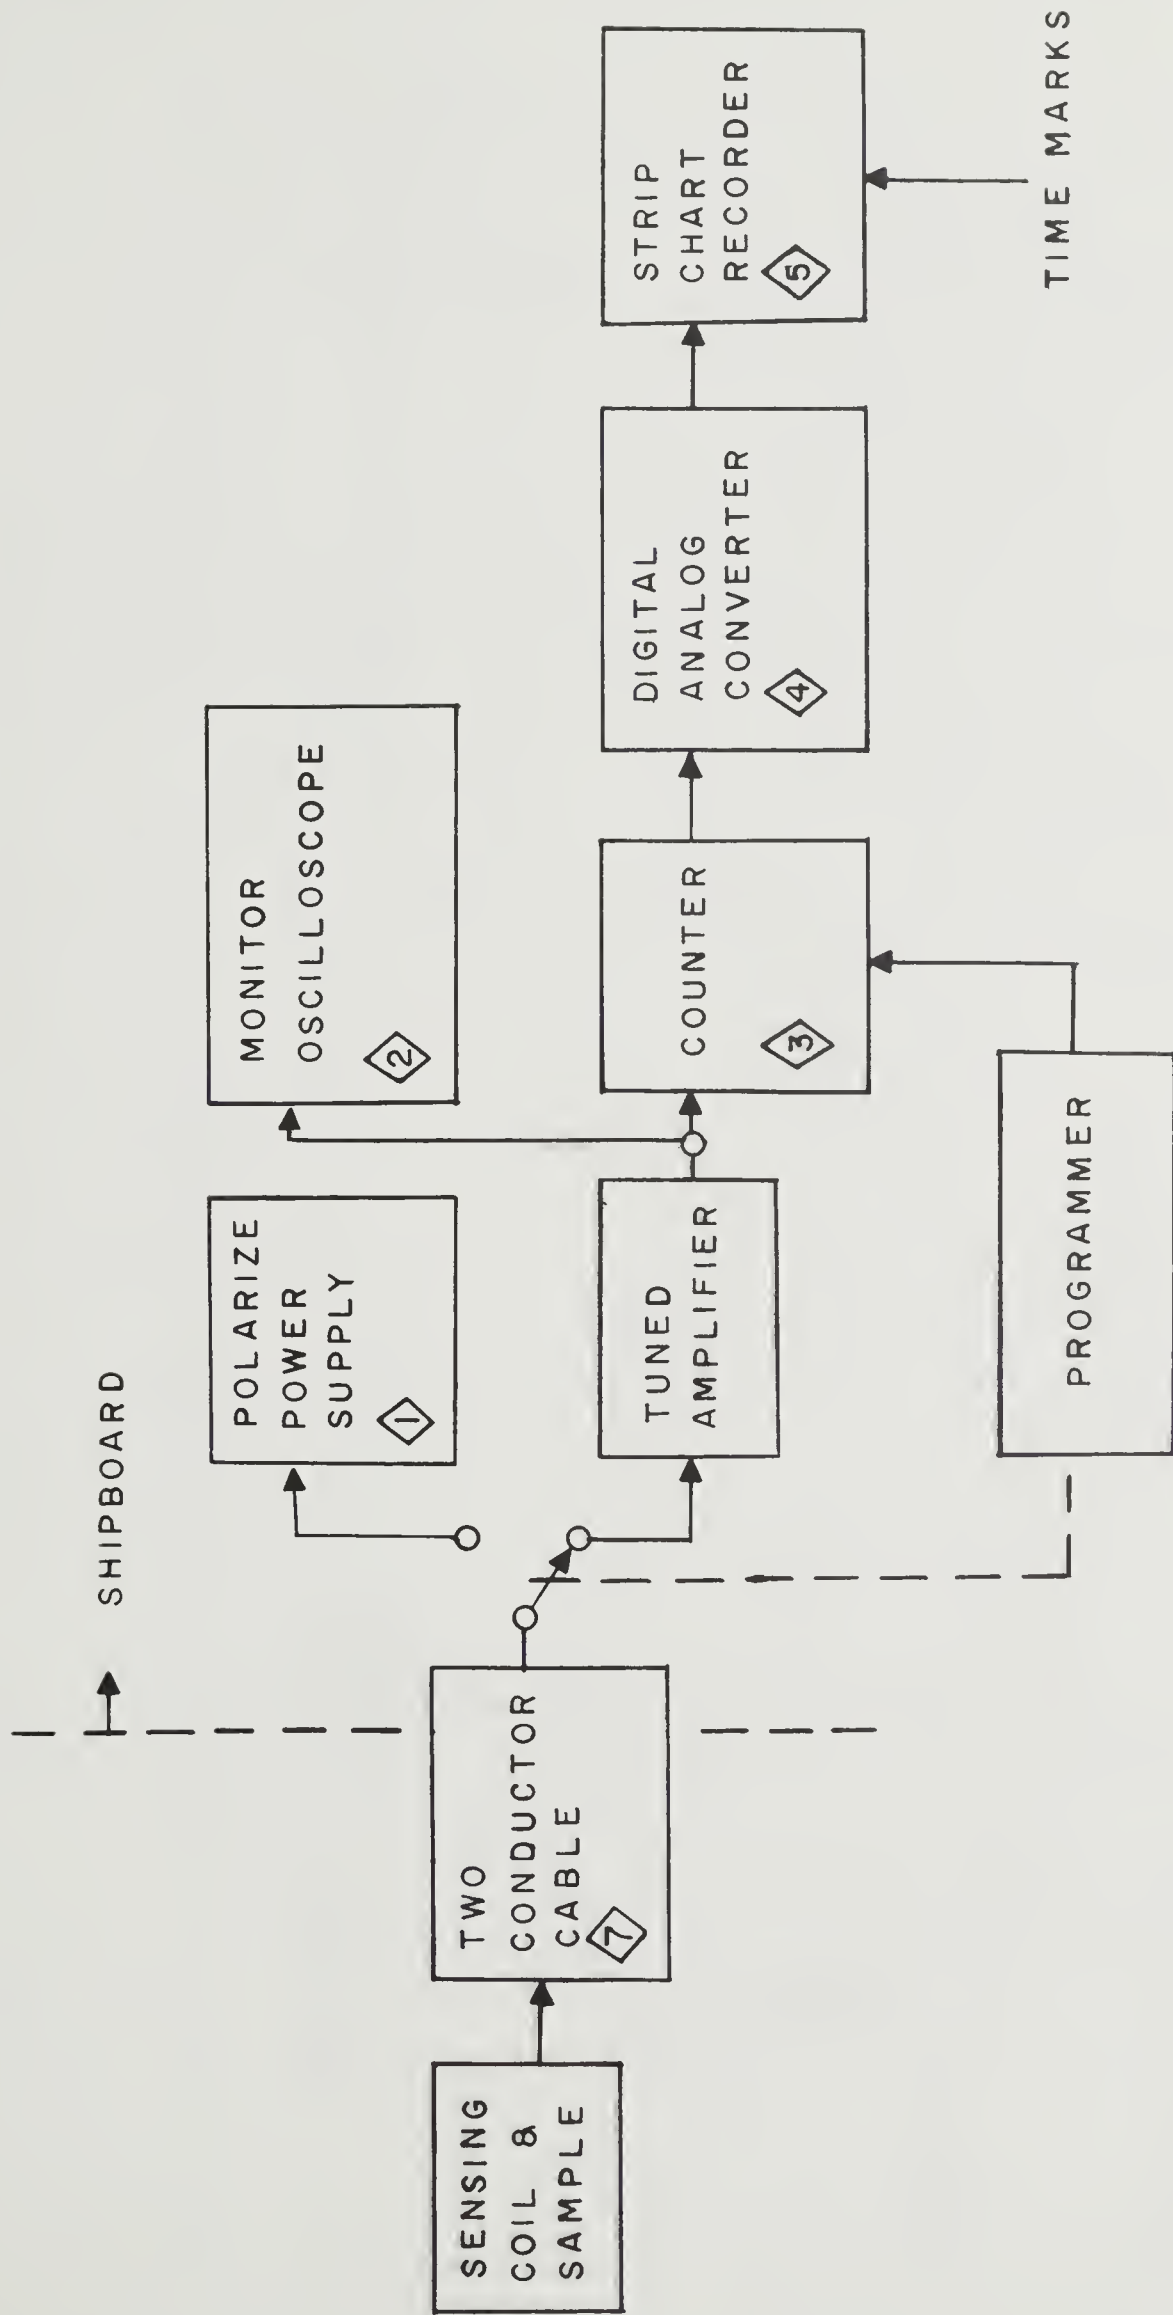 SHIPBOARD
SENSING
COIL &
SAMPLE
TWO
CONDUCTOR
CABLE
7
POLARIZE
POWER
SUPPLY
1
MONITOR
OSCILLOSCOPE
2
TUNED
AMPLIFIER
COUNTER
3
DIGITAL
ANALOG
CONVERTER
4
STRIP
CHART
RECORDER
5
PROGRAMMER
TIME MARKS